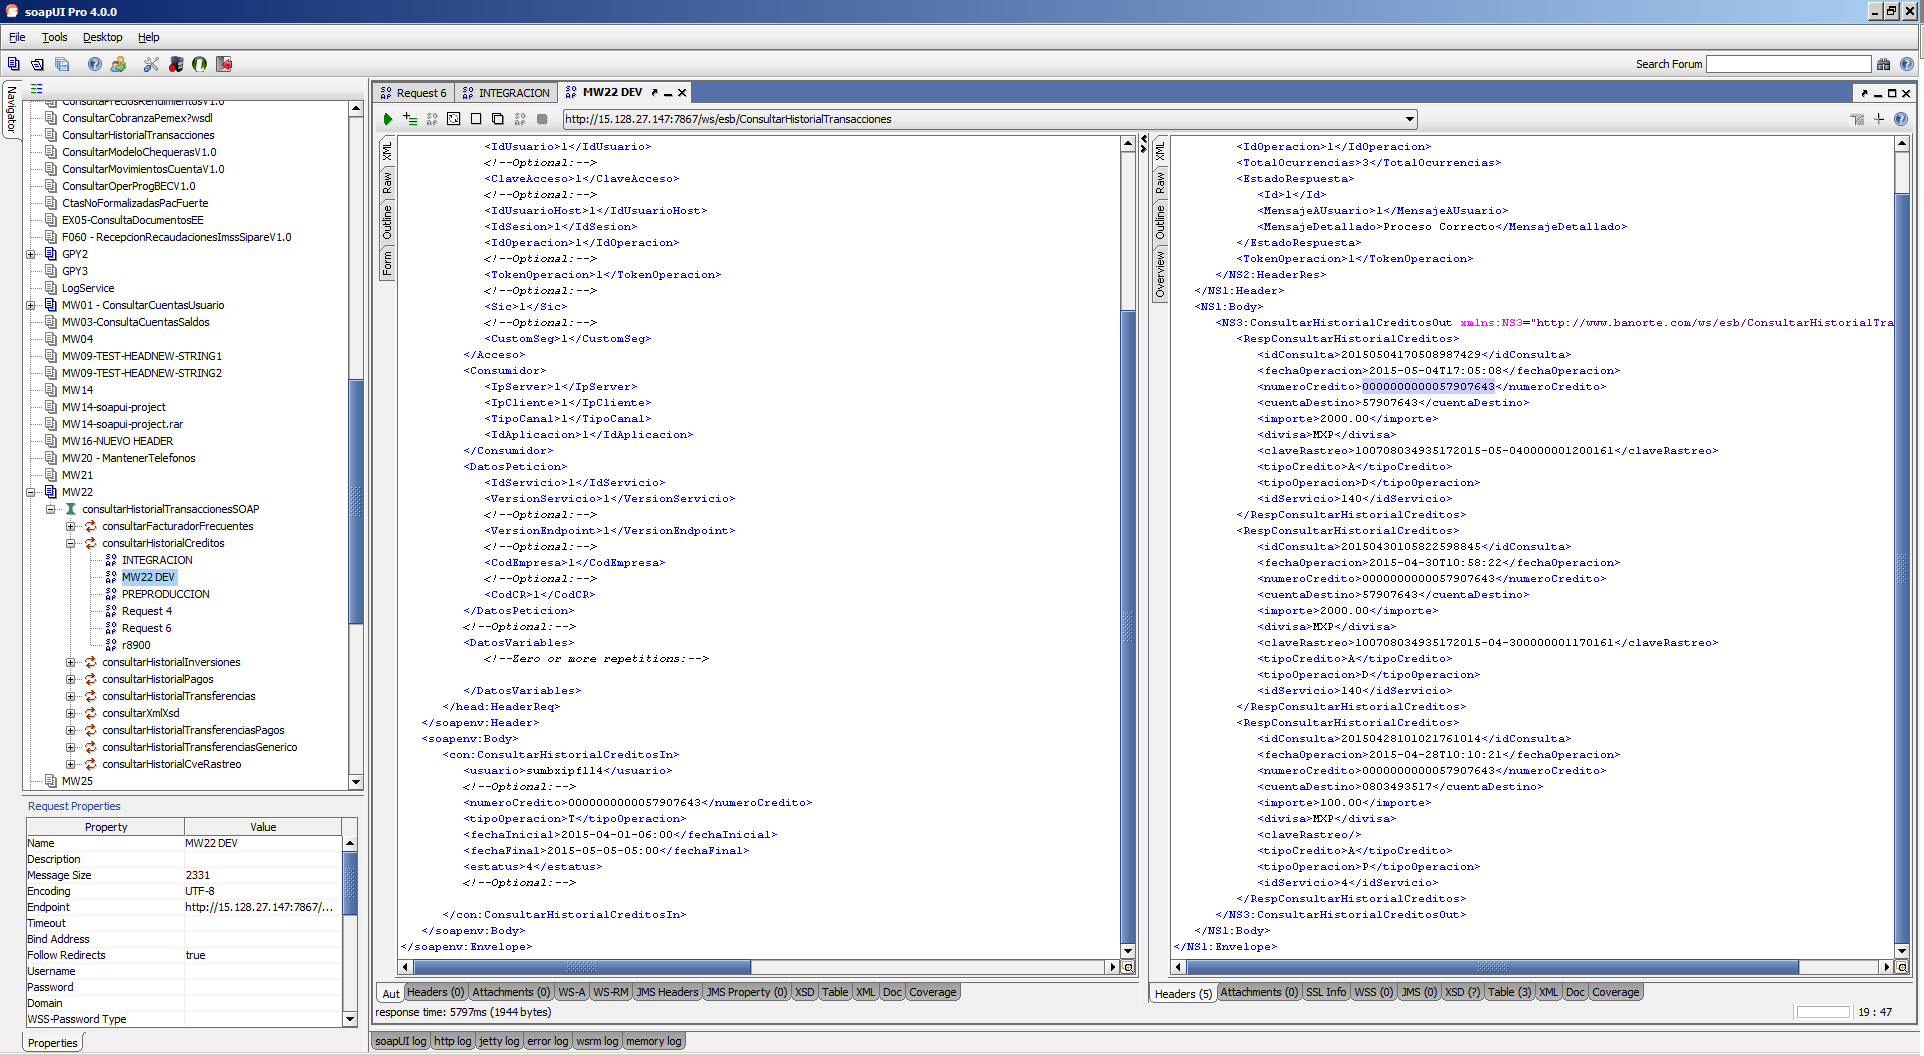 soapUI Pro 4.0.0
File Tools Desktop Help
Search Forum
Navigator
ConsultaPreciosRendimientosV1.0
ConsultarCobranzaPemex?wsdl
ConsultarHistorialTransacciones
ConsultarModeloChequerasV1.0
ConsultarMovimientosCuentaV1.0
ConsultarOperProgBECV1.0
CtasNoFormalizadasPacFuerte
EX05-ConsultaDocumentosEE
F060 - RecepcionRecaudacionesImssSipareV1.0
GPY2
GPY3
LogService
MW01 - ConsultarCuentasUsuario
MW03-ConsultaCuentasSaldos
MW04
MW09-TEST-HEADNEW-STRING1
MW09-TEST-HEADNEW-STRING2
MW14
MW14-soapui-project
MW14-soapui-project.rar
MW16-NUEVO HEADER
MW20 - MantenerTelefonos
MW21
MW22
consultarHistorialTransaccionesSOAP
consultarFacturadorFrecuentes
consultarHistorialCreditos
INTEGRACION
MW22 DEV
PREPRODUCCION
Request 4
Request 6
r8900
consultarHistorialInversiones
consultarHistorialPagos
consultarHistorialTransferencias
consultarXmlXsd
consultarHistorialTransferenciasPagos
consultarHistorialTransferenciasGenerico
consultarHistorialCveRastreo
MW25
Request Properties
Property Value
Name MW22 DEV
Description
Message Size 2331
Encoding UTF-8
Endpoint http://15.128.27.147:7867/...
Timeout
Bind Address
Follow Redirects true
Username
Password
Domain
WSS-Password Type
Properties
Request 6 INTEGRACION MW22 DEV
http://15.128.27.147:7867/ws/esb/ConsultarHistorialTransacciones
XML
Raw
Outline
Form
<IdUsuario>1</IdUsuario>
<!--Optional:-->
<ClaveAcceso>1</ClaveAcceso>
<!--Optional:-->
<IdUsuarioHost>1</IdUsuarioHost>
<IdSesion>1</IdSesion>
<IdOperacion>1</IdOperacion>
<!--Optional:-->
<TokenOperacion>1</TokenOperacion>
<!--Optional:-->
<Sic>1</Sic>
<!--Optional:-->
<CustomSeg>1</CustomSeg>
</Acceso>
<Consumidor>
<IpServer>1</IpServer>
<IpCliente>1</IpCliente>
<TipoCanal>1</TipoCanal>
<IdAplicacion>1</IdAplicacion>
</Consumidor>
<DatosPeticion>
<IdServicio>1</IdServicio>
<VersionServicio>1</VersionServicio>
<!--Optional:-->
<VersionEndpoint>1</VersionEndpoint>
<!--Optional:-->
<CodEmpresa>1</CodEmpresa>
<!--Optional:-->
<CodCR>1</CodCR>
</DatosPeticion>
<!--Optional:-->
<DatosVariables>
<!--Zero or more repetitions:-->
</DatosVariables>
</head:HeaderReq>
</soapenv:Header>
<soapenv:Body>
<con:ConsultarHistorialCreditosIn>
<usuario>sumbxipfll4</usuario>
<!--Optional:-->
<numeroCredito>0000000000057907643</numeroCredito>
<tipoOperacion>T</tipoOperacion>
<fechaInicial>2015-04-01-06:00</fechaInicial>
<fechaFinal>2015-05-05-05:00</fechaFinal>
<estatus>4</estatus>
<!--Optional:-->
</con:ConsultarHistorialCreditosIn>
</soapenv:Body>
</soapenv:Envelope>
Aut Headers (0) Attachments (0) WS-A WS-RM JMS Headers JMS Property (0) XSD Table XML Doc Coverage
response time: 5797ms (1944 bytes)
XML
Raw
Outline
Overview
<IdOperacion>1</IdOperacion>
<TotalOcurrencias>3</TotalOcurrencias>
<EstadoRespuesta>
<Id>1</Id>
<MensajeAUsuario>1</MensajeAUsuario>
<MensajeDetallado>Proceso Correcto</MensajeDetallado>
</EstadoRespuesta>
<TokenOperacion>1</TokenOperacion>
</NS2:HeaderRes>
</NS1:Header>
<NS1:Body>
<NS3:ConsultarHistorialCreditosOut xmlns:NS3="http://www.banorte.com/ws/esb/ConsultarHistorialTra
<RespConsultarHistorialCreditos>
<idConsulta>20150504170508987429</idConsulta>
<fechaOperacion>2015-05-04T17:05:08</fechaOperacion>
<numeroCredito>0000000000057907643</numeroCredito>
<cuentaDestino>57907643</cuentaDestino>
<importe>2000.00</importe>
<divisa>MXP</divisa>
<claveRastreo>100708034935172015-05-040000001200161</claveRastreo>
<tipoCredito>A</tipoCredito>
<tipoOperacion>D</tipoOperacion>
<idServicio>140</idServicio>
</RespConsultarHistorialCreditos>
<RespConsultarHistorialCreditos>
<idConsulta>20150430105822598845</idConsulta>
<fechaOperacion>2015-04-30T10:58:22</fechaOperacion>
<numeroCredito>0000000000057907643</numeroCredito>
<cuentaDestino>57907643</cuentaDestino>
<importe>2000.00</importe>
<divisa>MXP</divisa>
<claveRastreo>100708034935172015-04-300000001170161</claveRastreo>
<tipoCredito>A</tipoCredito>
<tipoOperacion>D</tipoOperacion>
<idServicio>140</idServicio>
</RespConsultarHistorialCreditos>
<RespConsultarHistorialCreditos>
<idConsulta>20150428101021761014</idConsulta>
<fechaOperacion>2015-04-28T10:10:21</fechaOperacion>
<numeroCredito>0000000000057907643</numeroCredito>
<cuentaDestino>0803493517</cuentaDestino>
<importe>100.00</importe>
<divisa>MXP</divisa>
<claveRastreo/>
<tipoCredito>A</tipoCredito>
<tipoOperacion>P</tipoOperacion>
<idServicio>4</idServicio>
</RespConsultarHistorialCreditos>
</NS3:ConsultarHistorialCreditosOut>
</NS1:Body>
</NS1:Envelope>
Headers (5) Attachments (0) SSL Info WSS (0) JMS (0) XSD (?) Table (3) XML Doc Coverage
19 : 47
soapUI log http log jetty log error log wsrm log memory log